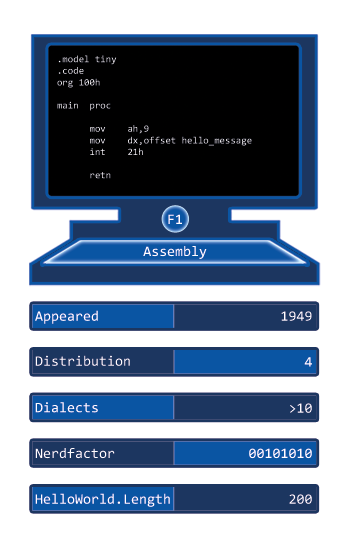 .model tiny
.code
org 100h
main  proc
mov    ah,9
mov    dx,offset hello_message
int    21h
retn
F1
Assembly
Appeared 1949
Distribution 4
Dialects >10
Nerdfactor 00101010
HelloWorld.Length 200